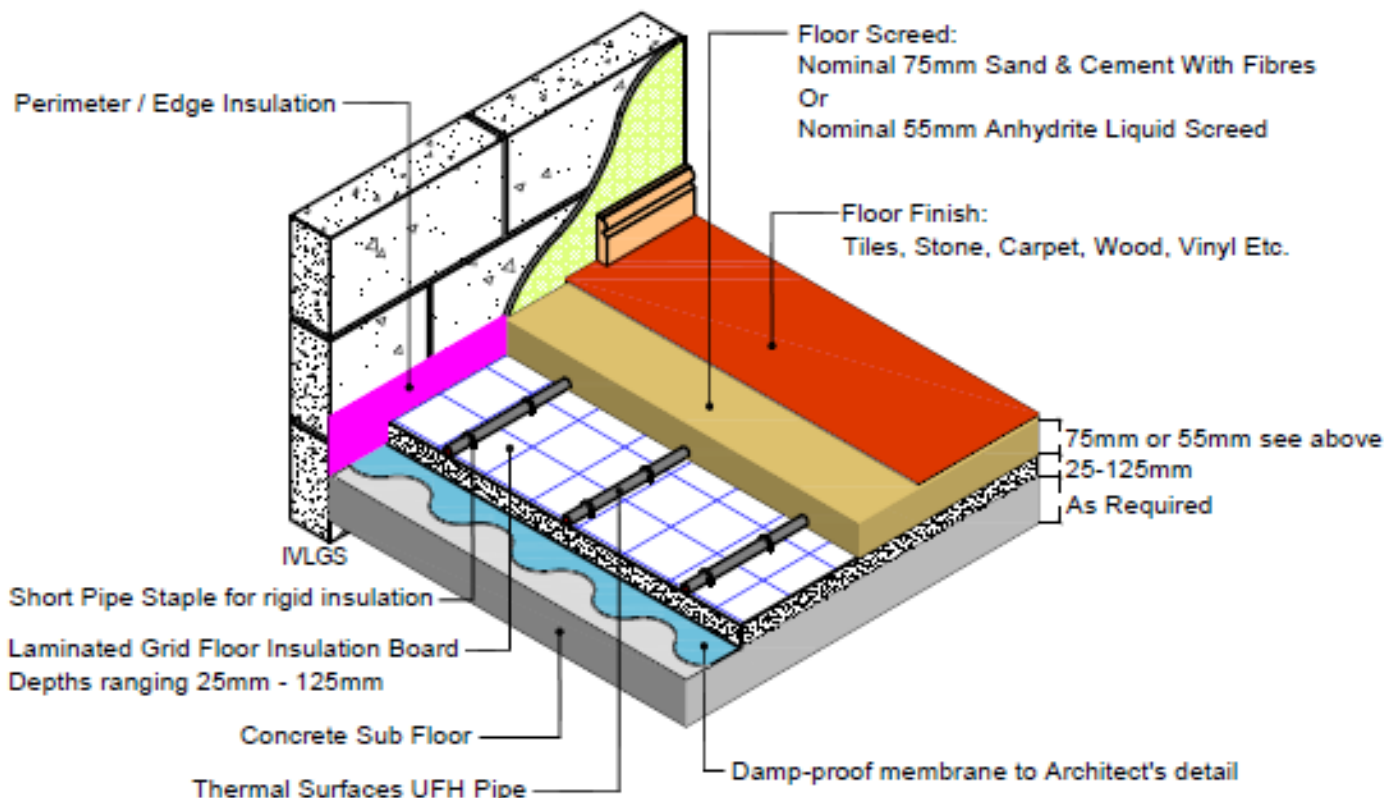 Floor Screed:
Nominal 75mm Sand & Cement With Fibres
Or
Nominal 55mm Anhydrite Liquid Screed
Perimeter / Edge Insulation
Floor Finish:
Tiles, Stone, Carpet, Wood, Vinyl Etc.
75mm or 55mm see above
25-125mm
As Required
IVLGS
Short Pipe Staple for rigid insulation
Laminated Grid Floor Insulation Board
Depths ranging 25mm - 125mm
Concrete Sub Floor
Thermal Surfaces UFH Pipe
Damp-proof membrane to Architect's detail